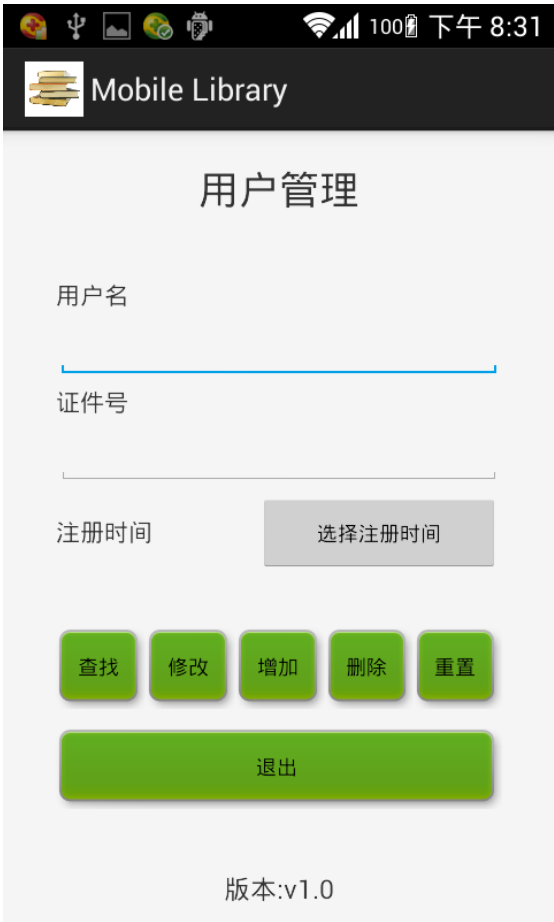 100 下午 8:31
Mobile Library
用户管理
用户名
证件号
注册时间 选择注册时间
查找 修改 增加 删除 重置
退出
版本:v1.0